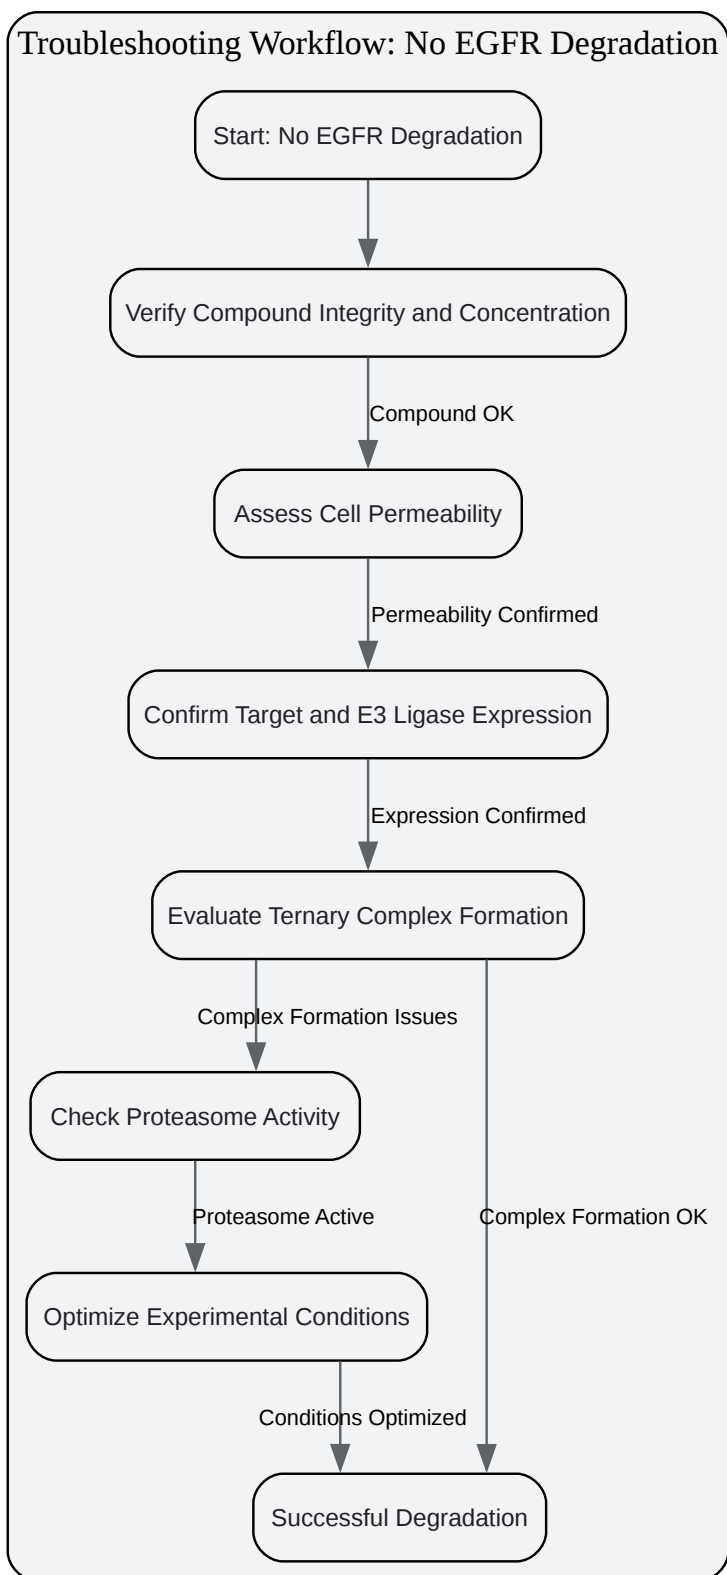 Troubleshooting Workflow: No EGFR Degradation
Start: No EGFR Degradation
Verify Compound Integrity and Concentration
Compound OK
Assess Cell Permeability
Permeability Confirmed
Confirm Target and E3 Ligase Expression
Expression Confirmed
Evaluate Ternary Complex Formation
Complex Formation Issues
Check Proteasome Activity
Proteasome Active
Complex Formation OK
Optimize Experimental Conditions
Conditions Optimized
Successful Degradation